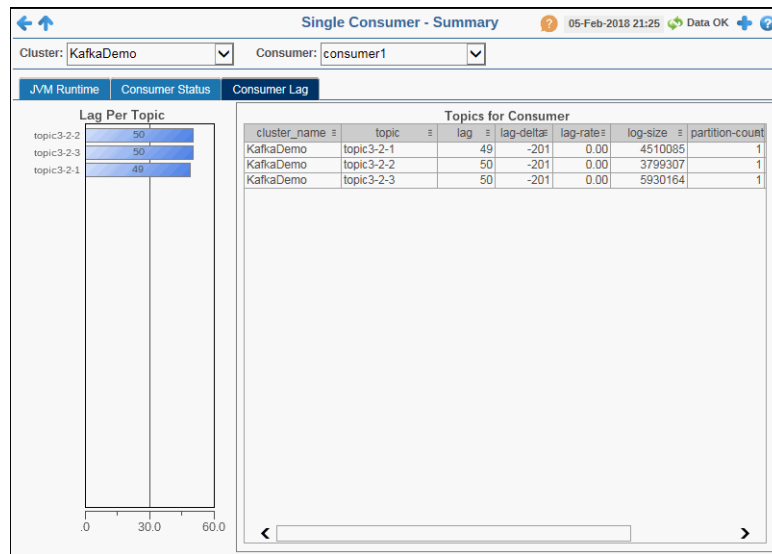 Single Consumer - Summary
? 05-Feb-2018 21:25 Data OK ?
Cluster: KafkaDemo Consumer: consumer1
JVM Runtime Consumer Status Consumer Lag
Lag Per Topic
topic3-2-2 50
topic3-2-3 50
topic3-2-1 49
.0 30.0 60.0
Topics for Consumer
cluster_name topic lag lag-delta lag-rate log-size partition-count
KafkaDemo topic3-2-1 49 -201 0.00 4510085 1
KafkaDemo topic3-2-2 50 -201 0.00 3799307 1
KafkaDemo topic3-2-3 50 -201 0.00 5930164 1